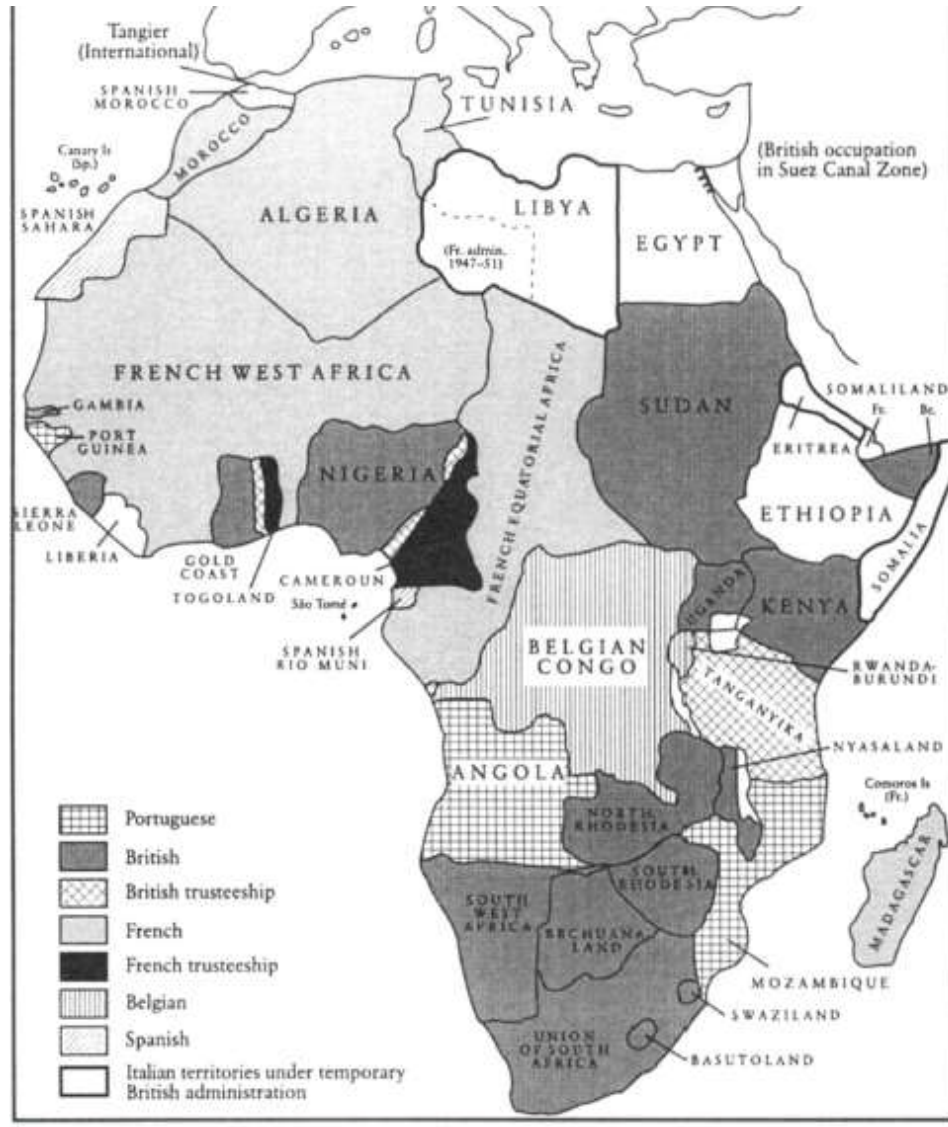 Tangier
(International)
SPANISH
MOROCCO
TUNISIA
MOROCCO
Canary Is
(Sp.)
(British occupation
in Suez Canal Zone)
SPANISH
SAHARA
ALGERIA
LIBYA
EGYPT
(Fr. admin.
1947–51)
FRENCH WEST AFRICA
FRENCH EQUATORIAL AFRICA
SUDAN
SOMALILAND
Fr.
Br.
GAMBIA
PORT
GUINEA
ERITREA
NIGERIA
ETHIOPIA
SIERRA
LEONE
LIBERIA
GOLD
COAST
TOGOLAND
CAMEROUN
São Tomé
SPANISH
RIO MUNI
SOMALIA
UGANDA
KENYA
BELGIAN
CONGO
RWANDA-
BURUNDI
TANGANYIKA
NYASALAND
ANGOLA
Comoros Is
(Fr.)
NORTH
RHODESIA
SOUTH
RHODESIA
MADAGASCAR
SOUTH
WEST
AFRICA
BECHUANA
LAND
MOZAMBIQUE
SWAZILAND
UNION
OF SOUTH
AFRICA
BASUTOLAND
Portuguese
British
British trusteeship
French
French trusteeship
Belgian
Spanish
Italian territories under temporary
British administration